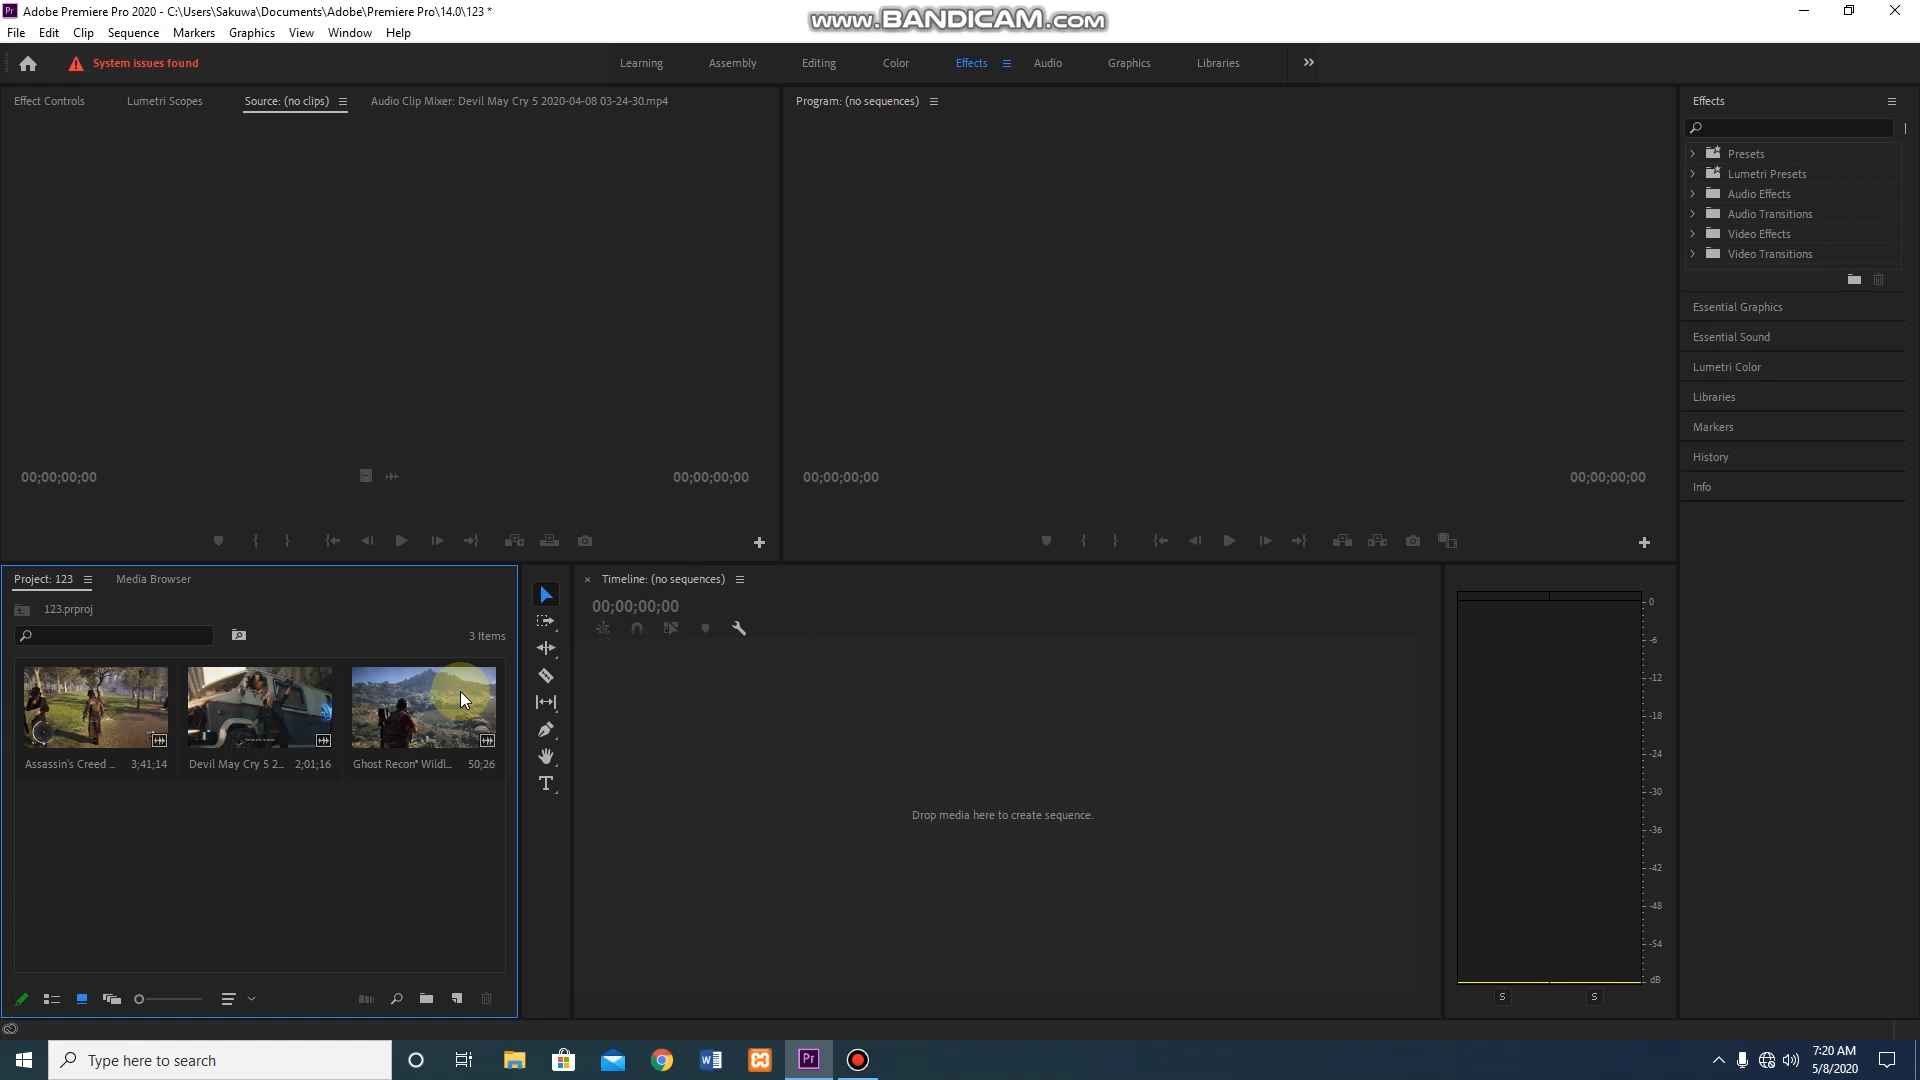 Adobe Premiere Pro 2020 - C:\Users\Sakuwa\Documents\Adobe\Premiere Pro\14.0\123 *
www.BANDICAM.com
File Edit Clip Sequence Markers Graphics View Window Help
System issues found
Learning Assembly Editing Color Effects Audio Graphics Libraries
Effect Controls Lumetri Scopes Source: (no clips) Audio Clip Mixer: Devil May Cry 5 2020-04-08 03-24-30.mp4
Program: (no sequences)
Effects
Presets
Lumetri Presets
Audio Effects
Audio Transitions
Video Effects
Video Transitions
Essential Graphics
Essential Sound
Lumetri Color
Libraries
Markers
History
Info
00;00;00;00 00;00;00;00
00;00;00;00 00;00;00;00
Project: 123 Media Browser
123.prproj
3 Items
Assassin's Creed ... 3;41;14
Devil May Cry 5 2... 2;01;16
Ghost Recon® Wildl... 50;26
Timeline: (no sequences)
00;00;00;00
Drop media here to create sequence.
0
-6
-12
-18
-24
-30
-36
-42
-48
-54
dB
S S
Type here to search
7:20 AM
5/8/2020